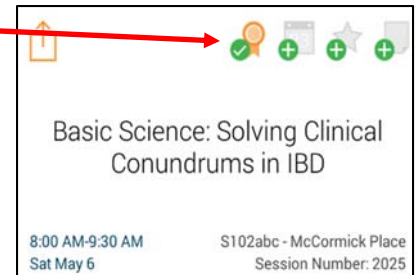 Basic Science: Solving Clinical
Conundrums in IBD
8:00 AM-9:30 AM
S102abc - McCormick Place
Sat May 6
Session Number: 2025